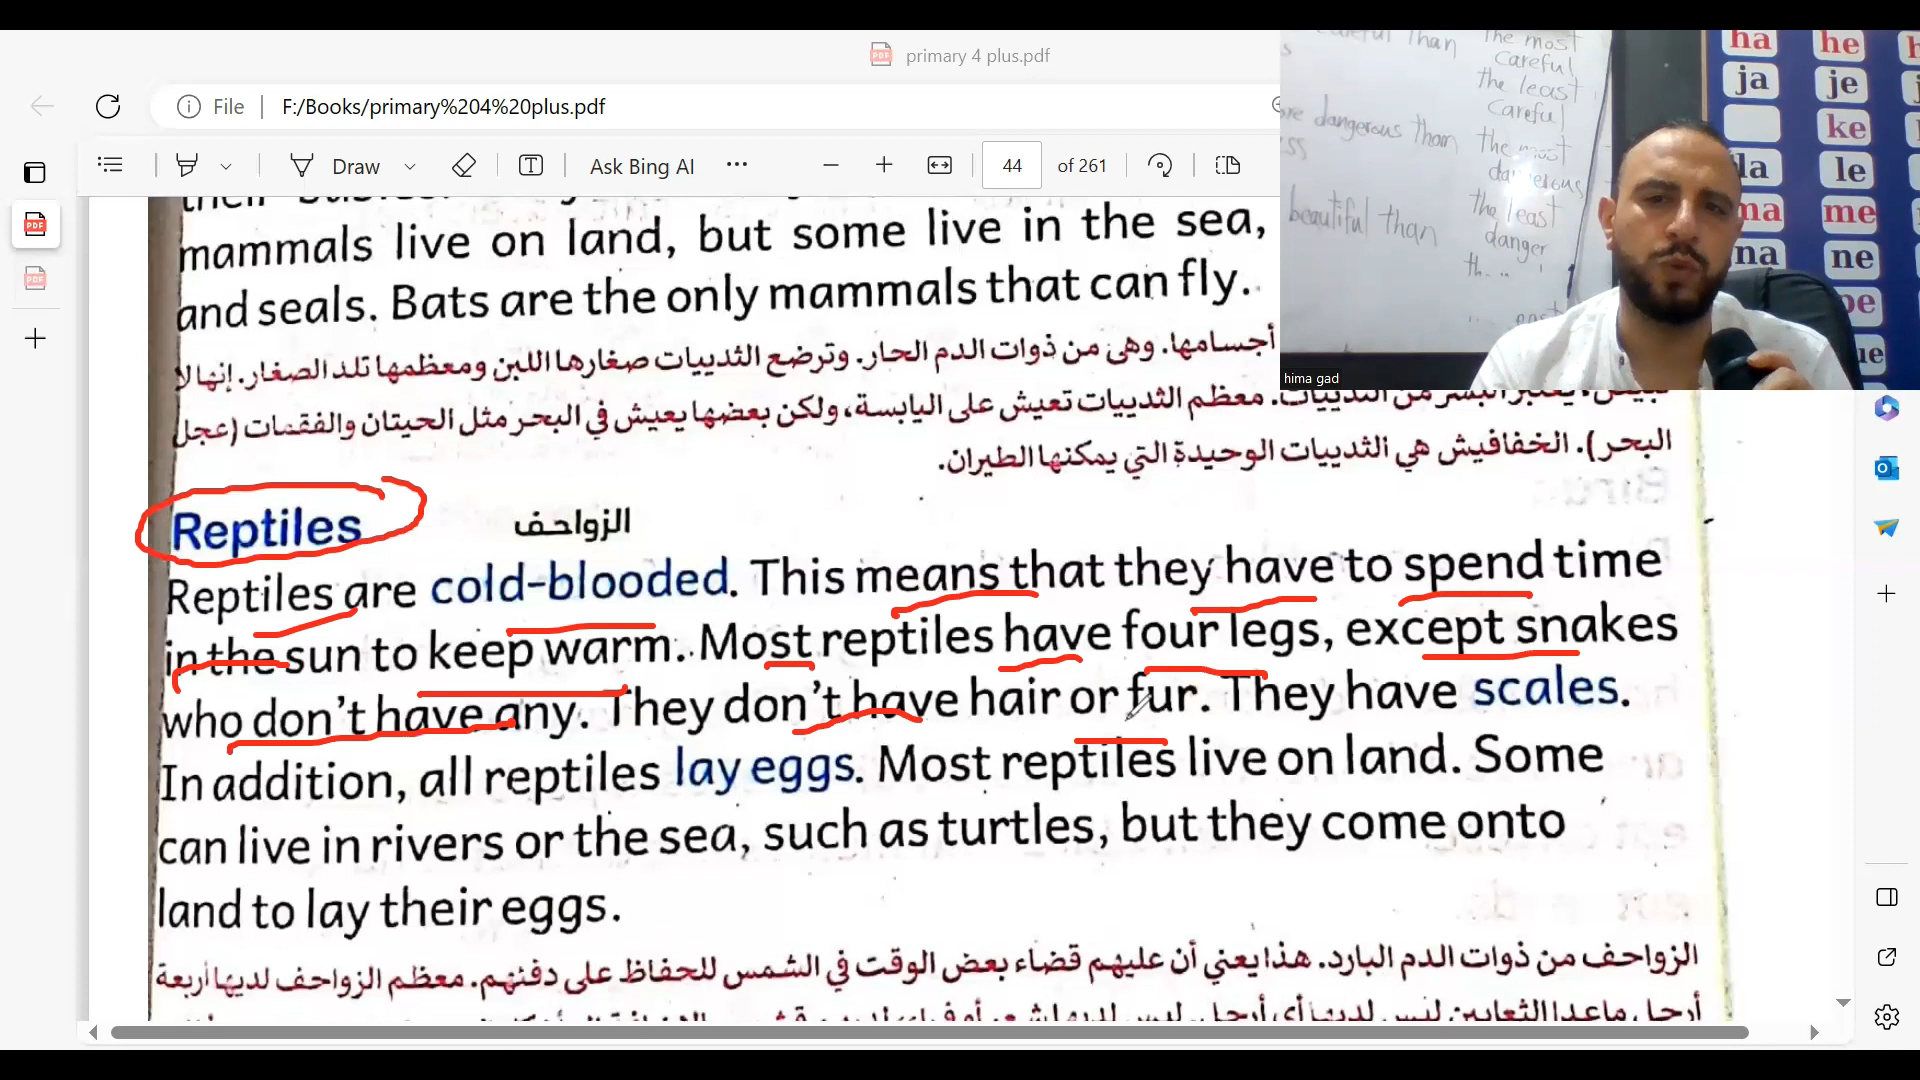 primary 4 plus.pdf
File
F:/Books/primary%204%20plus.pdf
Draw
Ask Bing AI
44
of 261
mammals live on land, but some live in the sea,
and seals. Bats are the only mammals that can fly.
أجسامها. وهى من ذوات الدم الحار. وترضع الثدييات صغارها اللبن ومعظمها تلد الصغار. إنها لا
معظم الثدييات تعيش على اليابسة، ولكن بعضها يعيش في البحر مثل الحيتان والفقمات (عجل
البحر). الخفافيش هي الثدييات الوحيدة التي يمكنها الطيران.
Reptiles
الزواحف
Reptiles are cold-blooded. This means that they have to spend time
in the sun to keep warm. Most reptiles have four legs, except snakes
who don't have any. They don't have hair or fur. They have scales.
In addition, all reptiles lay eggs. Most reptiles live on land. Some
can live in rivers or the sea, such as turtles, but they come onto
land to lay their eggs.
الزواحف من ذوات الدم البارد. هذا يعني أن عليهم قضاء بعض الوقت في الشمس للحفاظ على دفئهم. معظم الزواحف لديها أربعة
أرجل ماعدا الثعابين ليس لديها أي أرجل.
than
the most
careful
the least
careful
dangerous than
the most
dangerous
beautiful than
the least
danger
th...
ha
he
ja
je
ke
la
le
ma
me
na
ne
hima gad